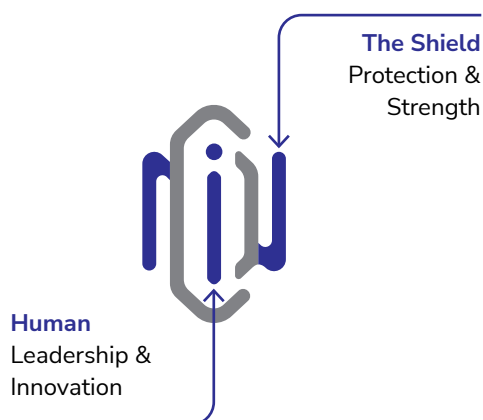 The Shield
Protection &
Strength
Human
Leadership &
Innovation